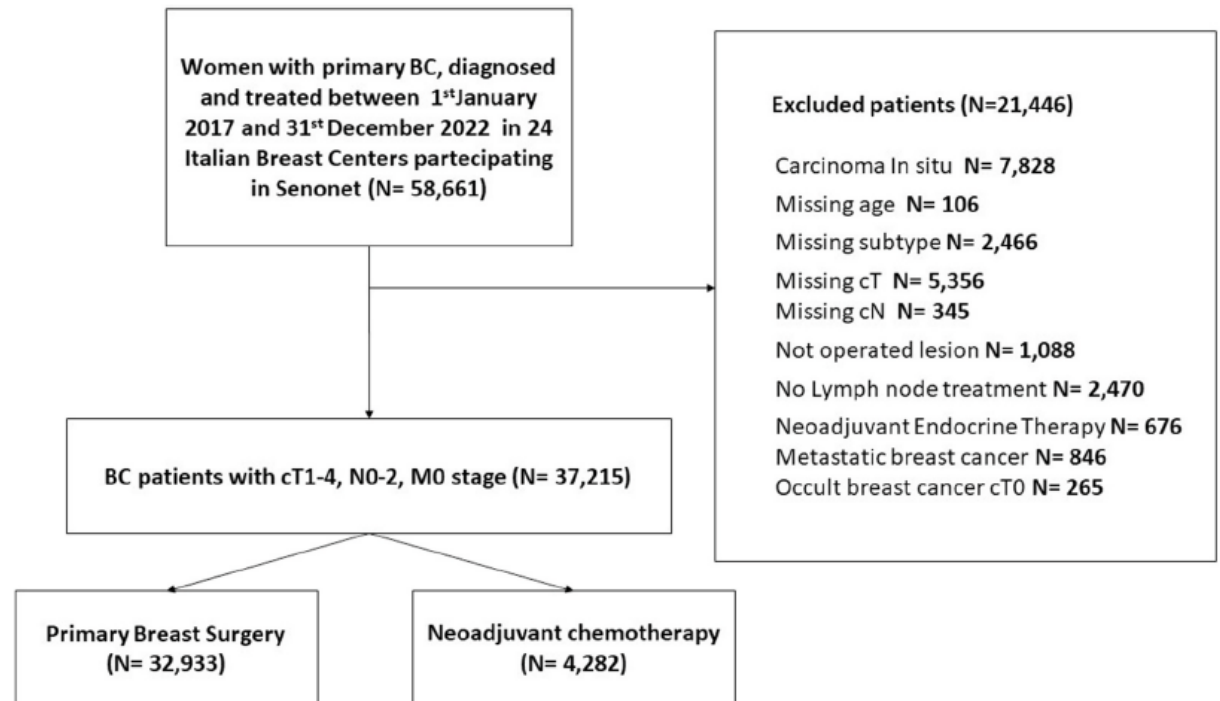 Women with primary BC, diagnosed
and treated between 1st January
2017 and 31st December 2022 in 24
Italian Breast Centers partecipating
in Senonet (N= 58,661)
Excluded patients (N=21,446)
Carcinoma In situ N= 7,828
Missing age N= 106
Missing subtype N= 2,466
Missing cT N= 5,356
Missing cN N= 345
Not operated lesion N= 1,088
No Lymph node treatment N= 2,470
Neoadjuvant Endocrine Therapy N= 676
Metastatic breast cancer N= 846
Occult breast cancer cT0 N= 265
BC patients with cT1-4, N0-2, M0 stage (N= 37,215)
Primary Breast Surgery
(N= 32,933)
Neoadjuvant chemotherapy
(N= 4,282)